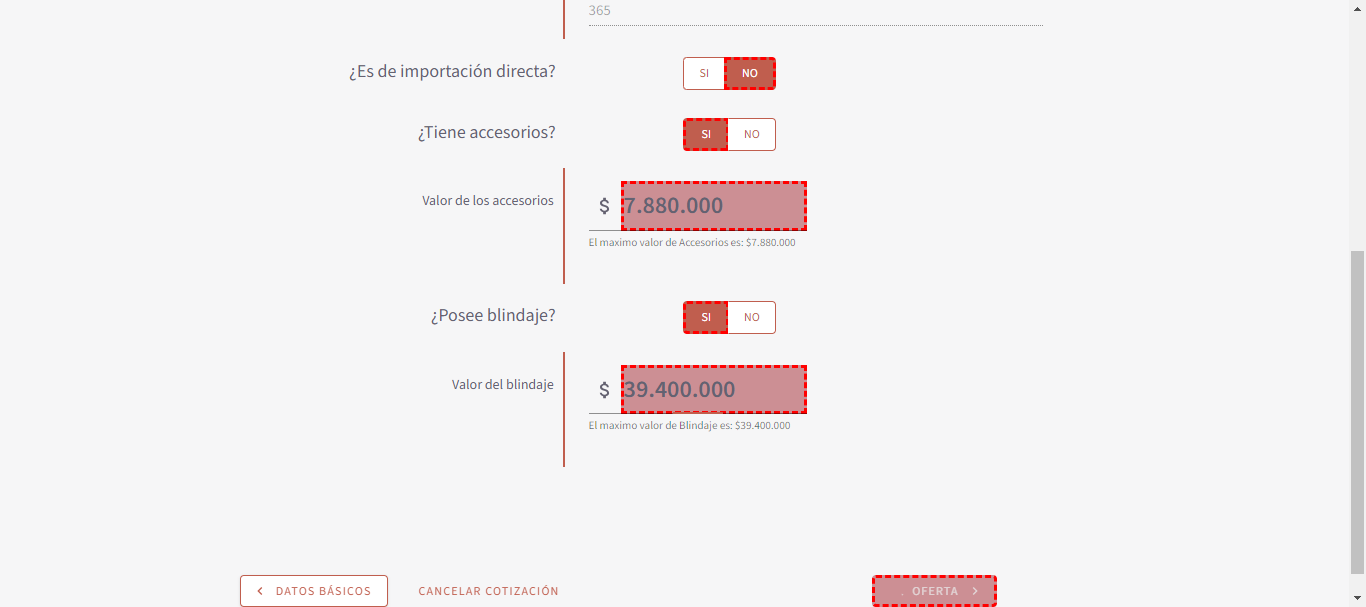 365
¿Es de importación directa?
SI NO
¿Tiene accesorios?
SI NO
Valor de los accesorios
$ 7.880.000
El maximo valor de Accesorios es: $7.880.000
¿Posee blindaje?
SI NO
Valor del blindaje
$ 39.400.000
El maximo valor de Blindaje es: $39.400.000
DATOS BÁSICOS CANCELAR COTIZACIÓN OFERTA